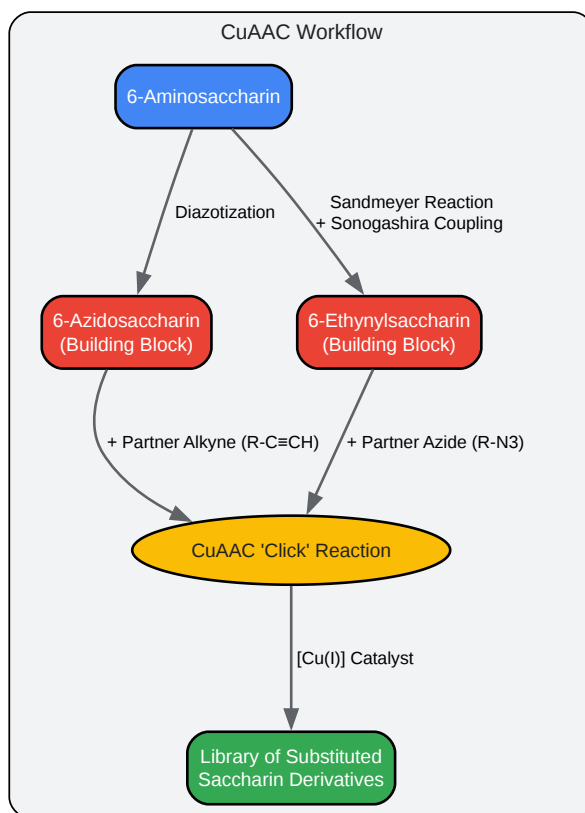 CuAAC Workflow
6-Aminosaccharin
Diazotization
Sandmeyer Reaction
+ Sonogashira Coupling
6-Azidosaccharin
(Building Block)
6-Ethynylsaccharin
(Building Block)
+ Partner Alkyne (R-C≡CH)
+ Partner Azide (R-N3)
CuAAC 'Click' Reaction
[Cu(I)] Catalyst
Library of Substituted
Saccharin Derivatives